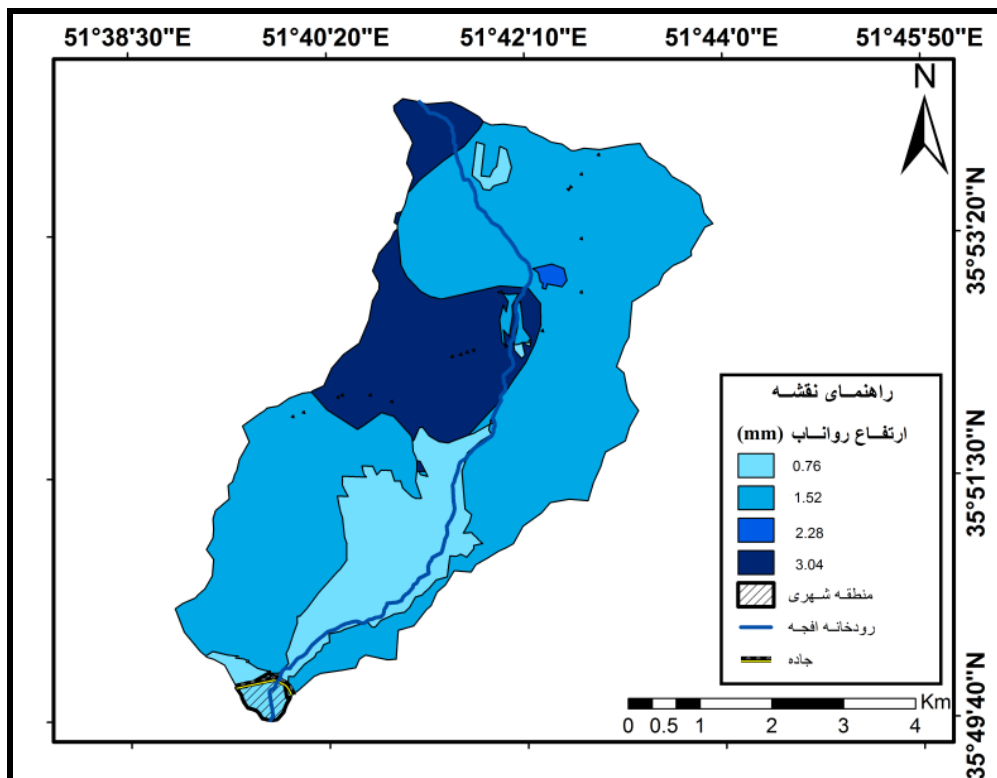 51°38'30"E 51°40'20"E 51°42'10"E 51°44'0"E 51°45'50"E
N
35°53'20"N
35°51'30"N
35°49'40"N
راهنمـای نقشـه
ارتفـاع روانـاب (mm)
0.76
1.52
2.28
3.04
منطقـه شـهری
رودخانـه افجـه
جاده
Km
0 0.5 1 2 3 4